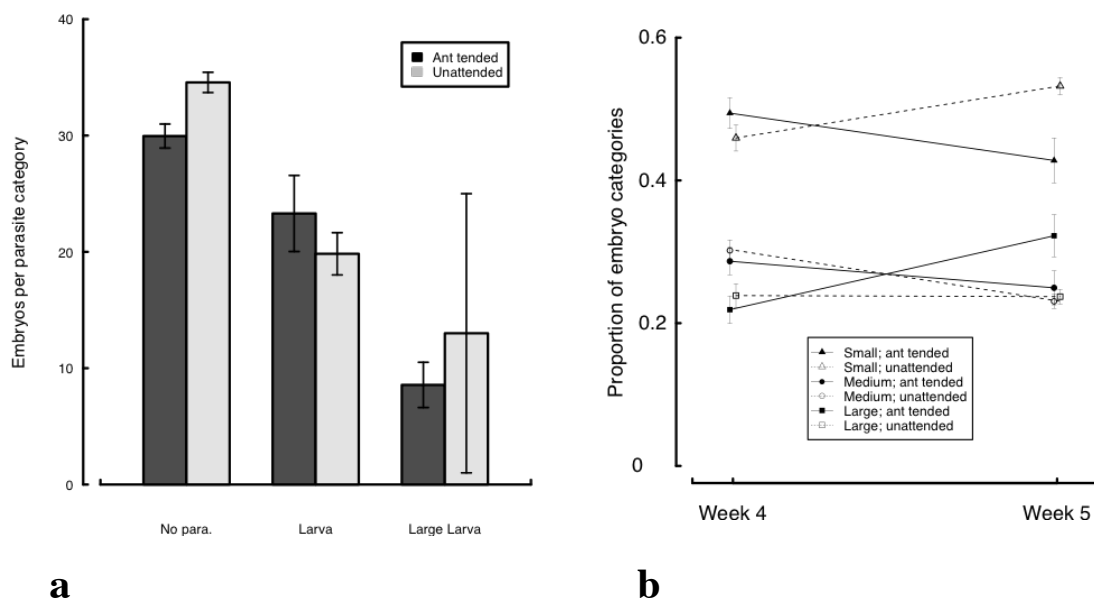 40
30
20
10
0
Embryos per parasite category
Ant tended
Unattended
No para.
Larva
Large Larva
a
0.6
0.4
0.2
0
Proportion of embryo categories
Small; ant tended
Small; unattended
Medium; ant tended
Medium; unattended
Large; ant tended
Large; unattended
Week 4
Week 5
b